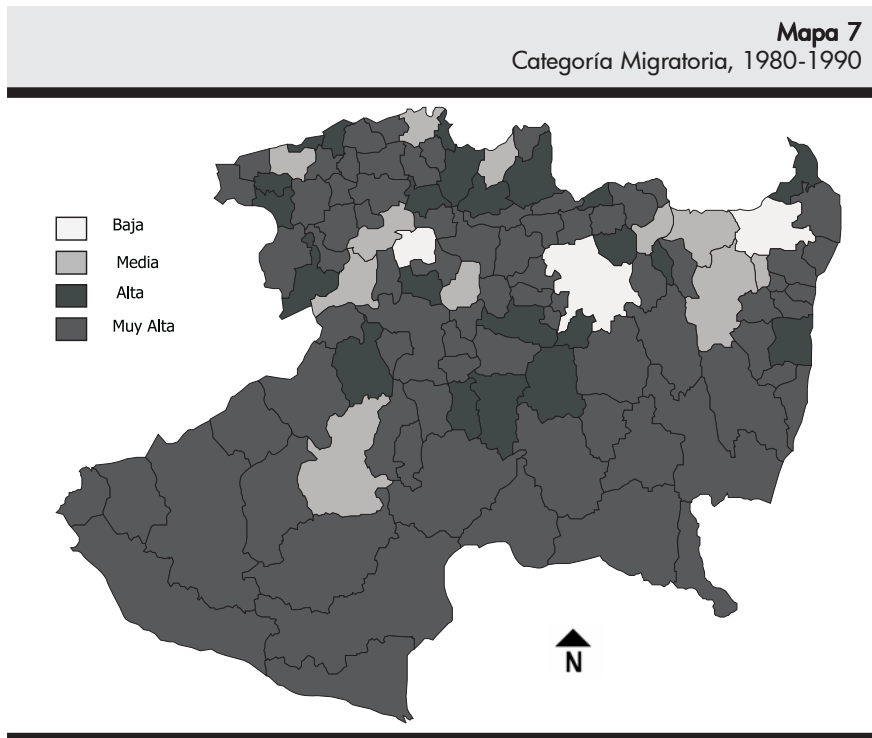 Mapa 7
Categoría Migratoria, 1980-1990
Baja
Media
Alta
Muy Alta
N